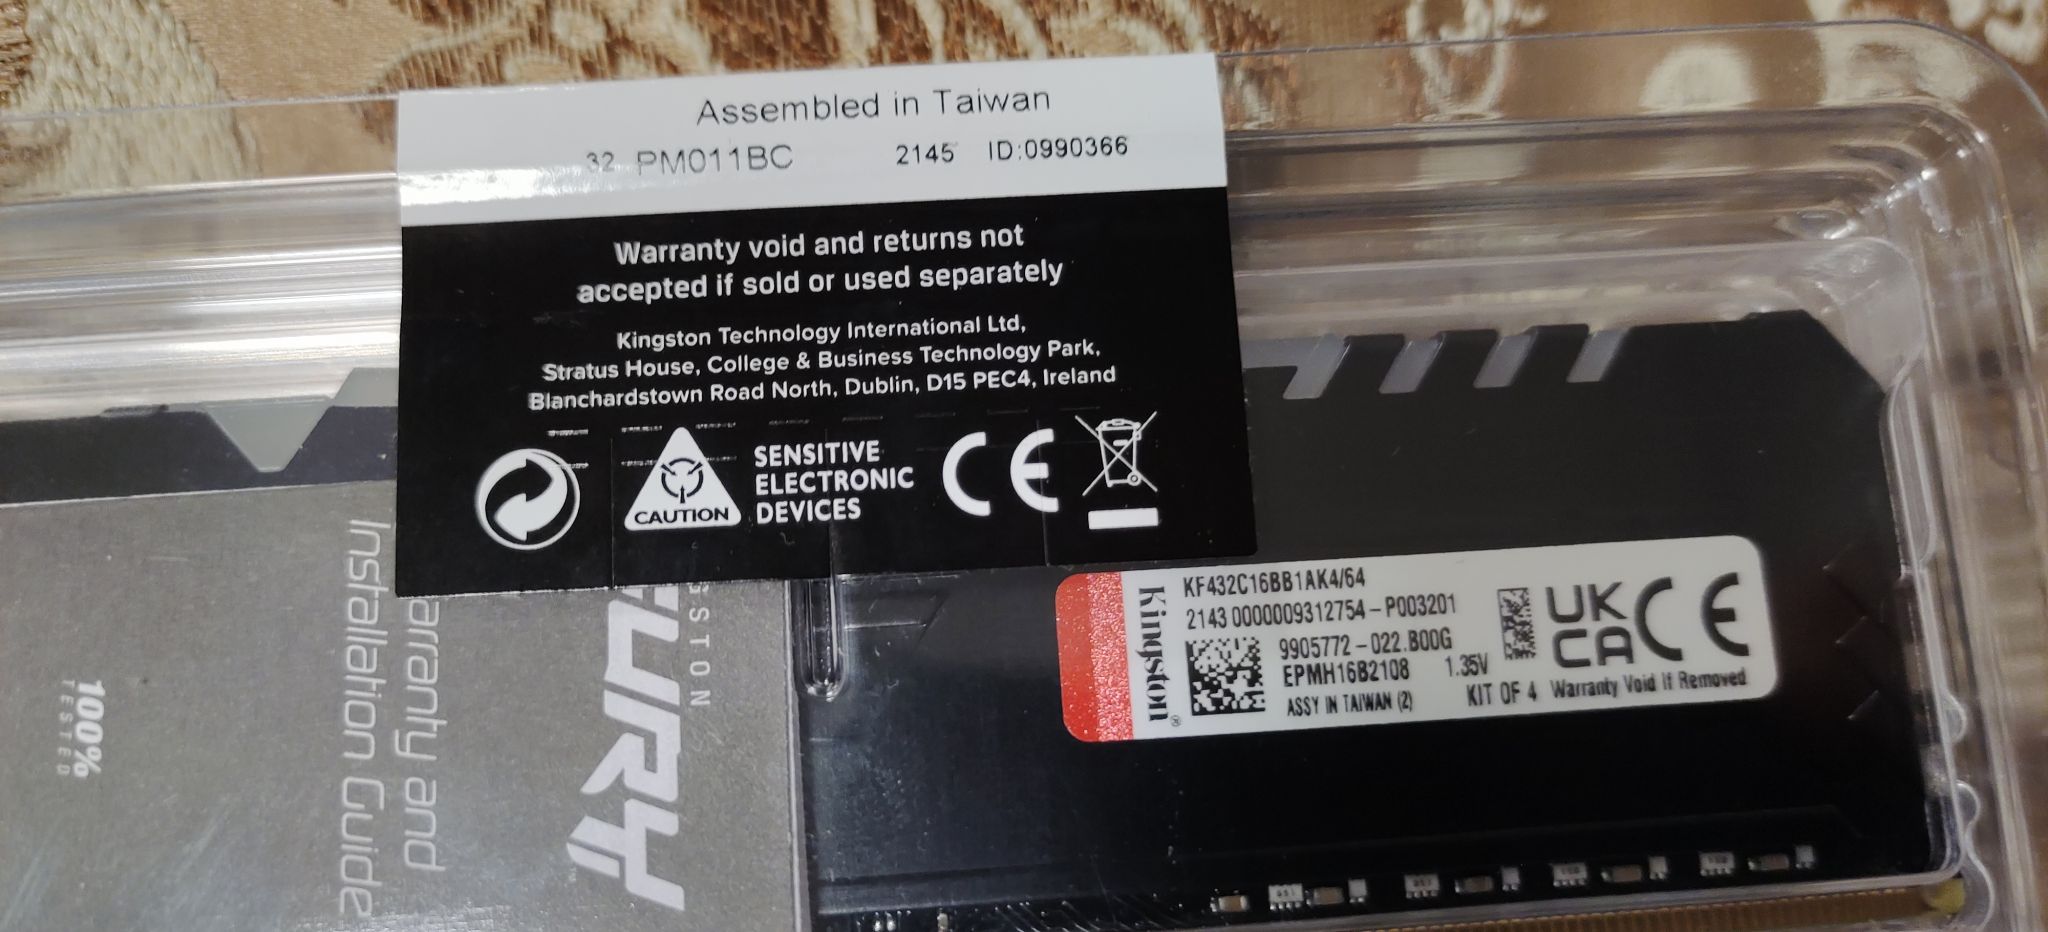 Assembled in Taiwan
32 PM011BC 2145 ID:0990366
Warranty void and returns not
accepted if sold or used separately
Kingston Technology International Ltd,
Stratus House, College & Business Technology Park,
Blanchardstown Road North, Dublin, D15 PEC4, Ireland
CAUTION
SENSITIVE
ELECTRONIC
DEVICES
CE
Kingston®
KF432C16BB1AK4/64
2143 0000009312754-P003201
9905772-022.B00G
EPMH16B2108 1.35V
ASSY IN TAIWAN (2) KIT OF 4 Warranty Void If Removed
UK
CA
CE
FURY
and
Installation Guide
100%
TESTED